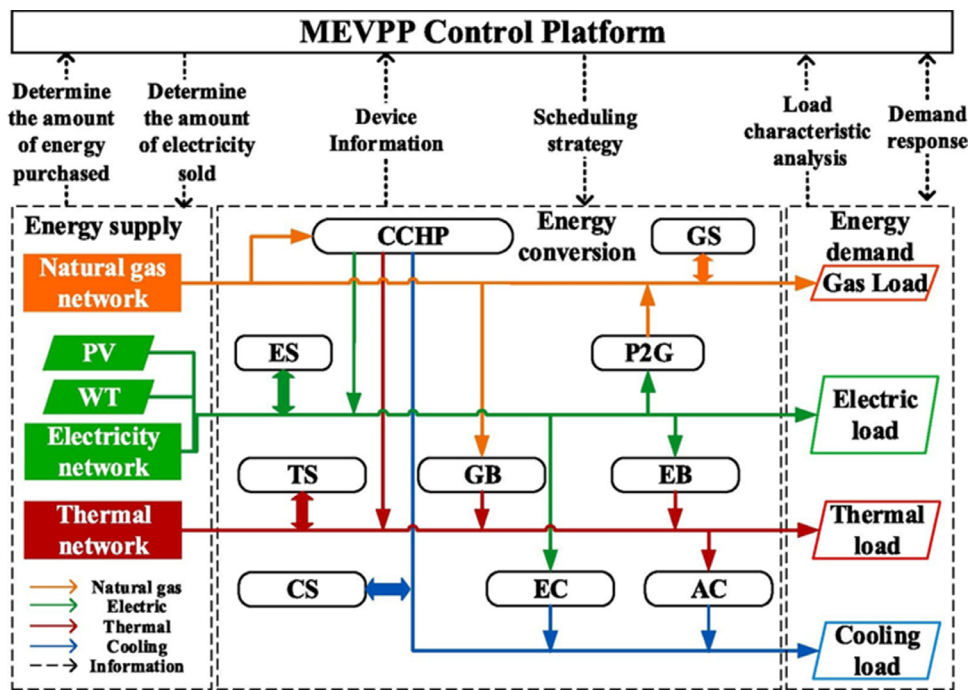 MEVPP Control Platform
Determine
the amount
of energy
purchased
Determine
the amount
of electricity
sold
Device
Information
Scheduling
strategy
Load
characteristic
analysis
Demand
response
Energy supply
Natural gas
network
PV
WT
Electricity
network
Thermal
network
Natural gas
Electric
Thermal
Cooling
Information
Energy
conversion
CCHP
GS
ES
P2G
TS
GB
EB
CS
EC
AC
Energy
demand
Gas Load
Electric
load
Thermal
load
Cooling
load